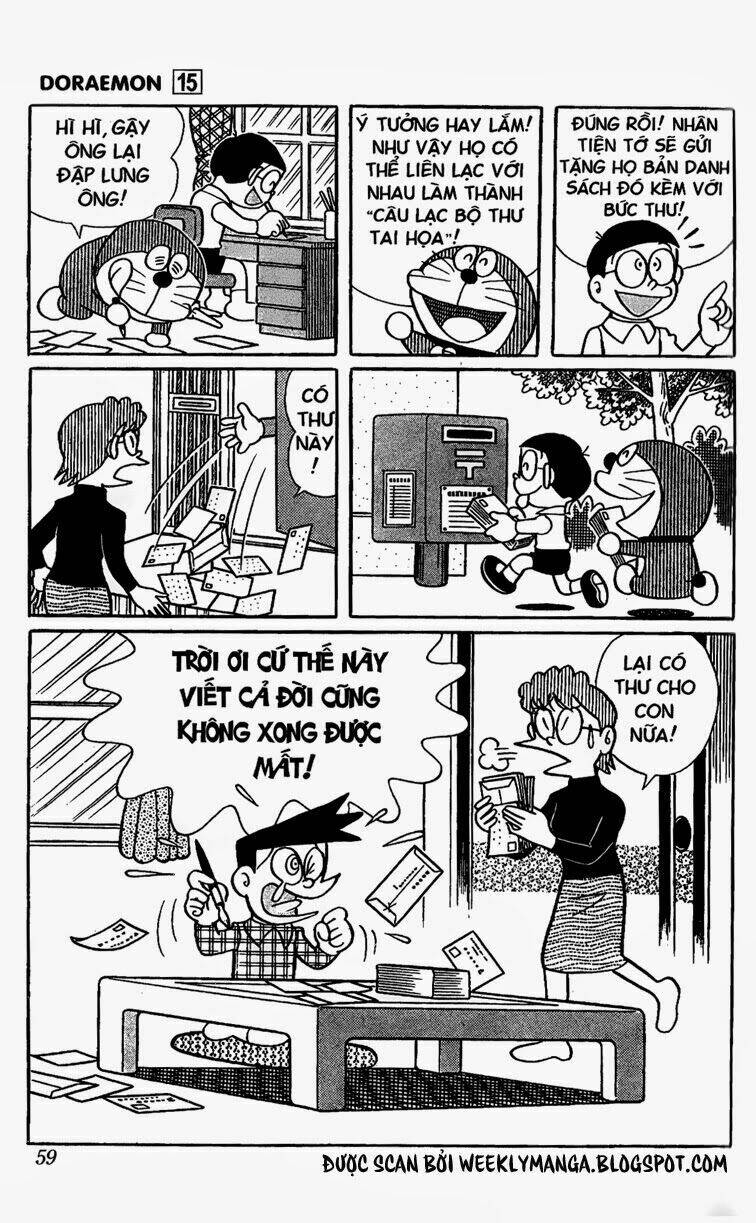 DORAEMON 15
HÌ HÌ, GẬY
ÔNG LẠI
ĐẬP LƯNG
ÔNG!
Ý TƯỞNG HAY LẮM!
NHƯ VẬY HỌ CÓ
THỂ LIÊN LẠC VỚI
NHAU LÀM THÀNH
"CÂU LẠC BỘ THƯ
TAI HỌA"!
ĐÚNG RỒI! NHÂN
TIỆN TỚ SẼ GỬI
TẶNG HỌ BẢN DANH
SÁCH ĐÓ KÈM VỚI
BỨC THƯ!
CÓ
THƯ
NÀY
!
TRỜI ƠI CỨ THẾ NÀY
VIẾT CẢ ĐỜI CŨNG
KHÔNG XONG ĐƯỢC
MẤT!
LẠI CÓ
THƯ CHO
CON
NỮA!
59
ĐƯỢC SCAN BỞI WEEKLYMANGA.BLOGSPOT.COM